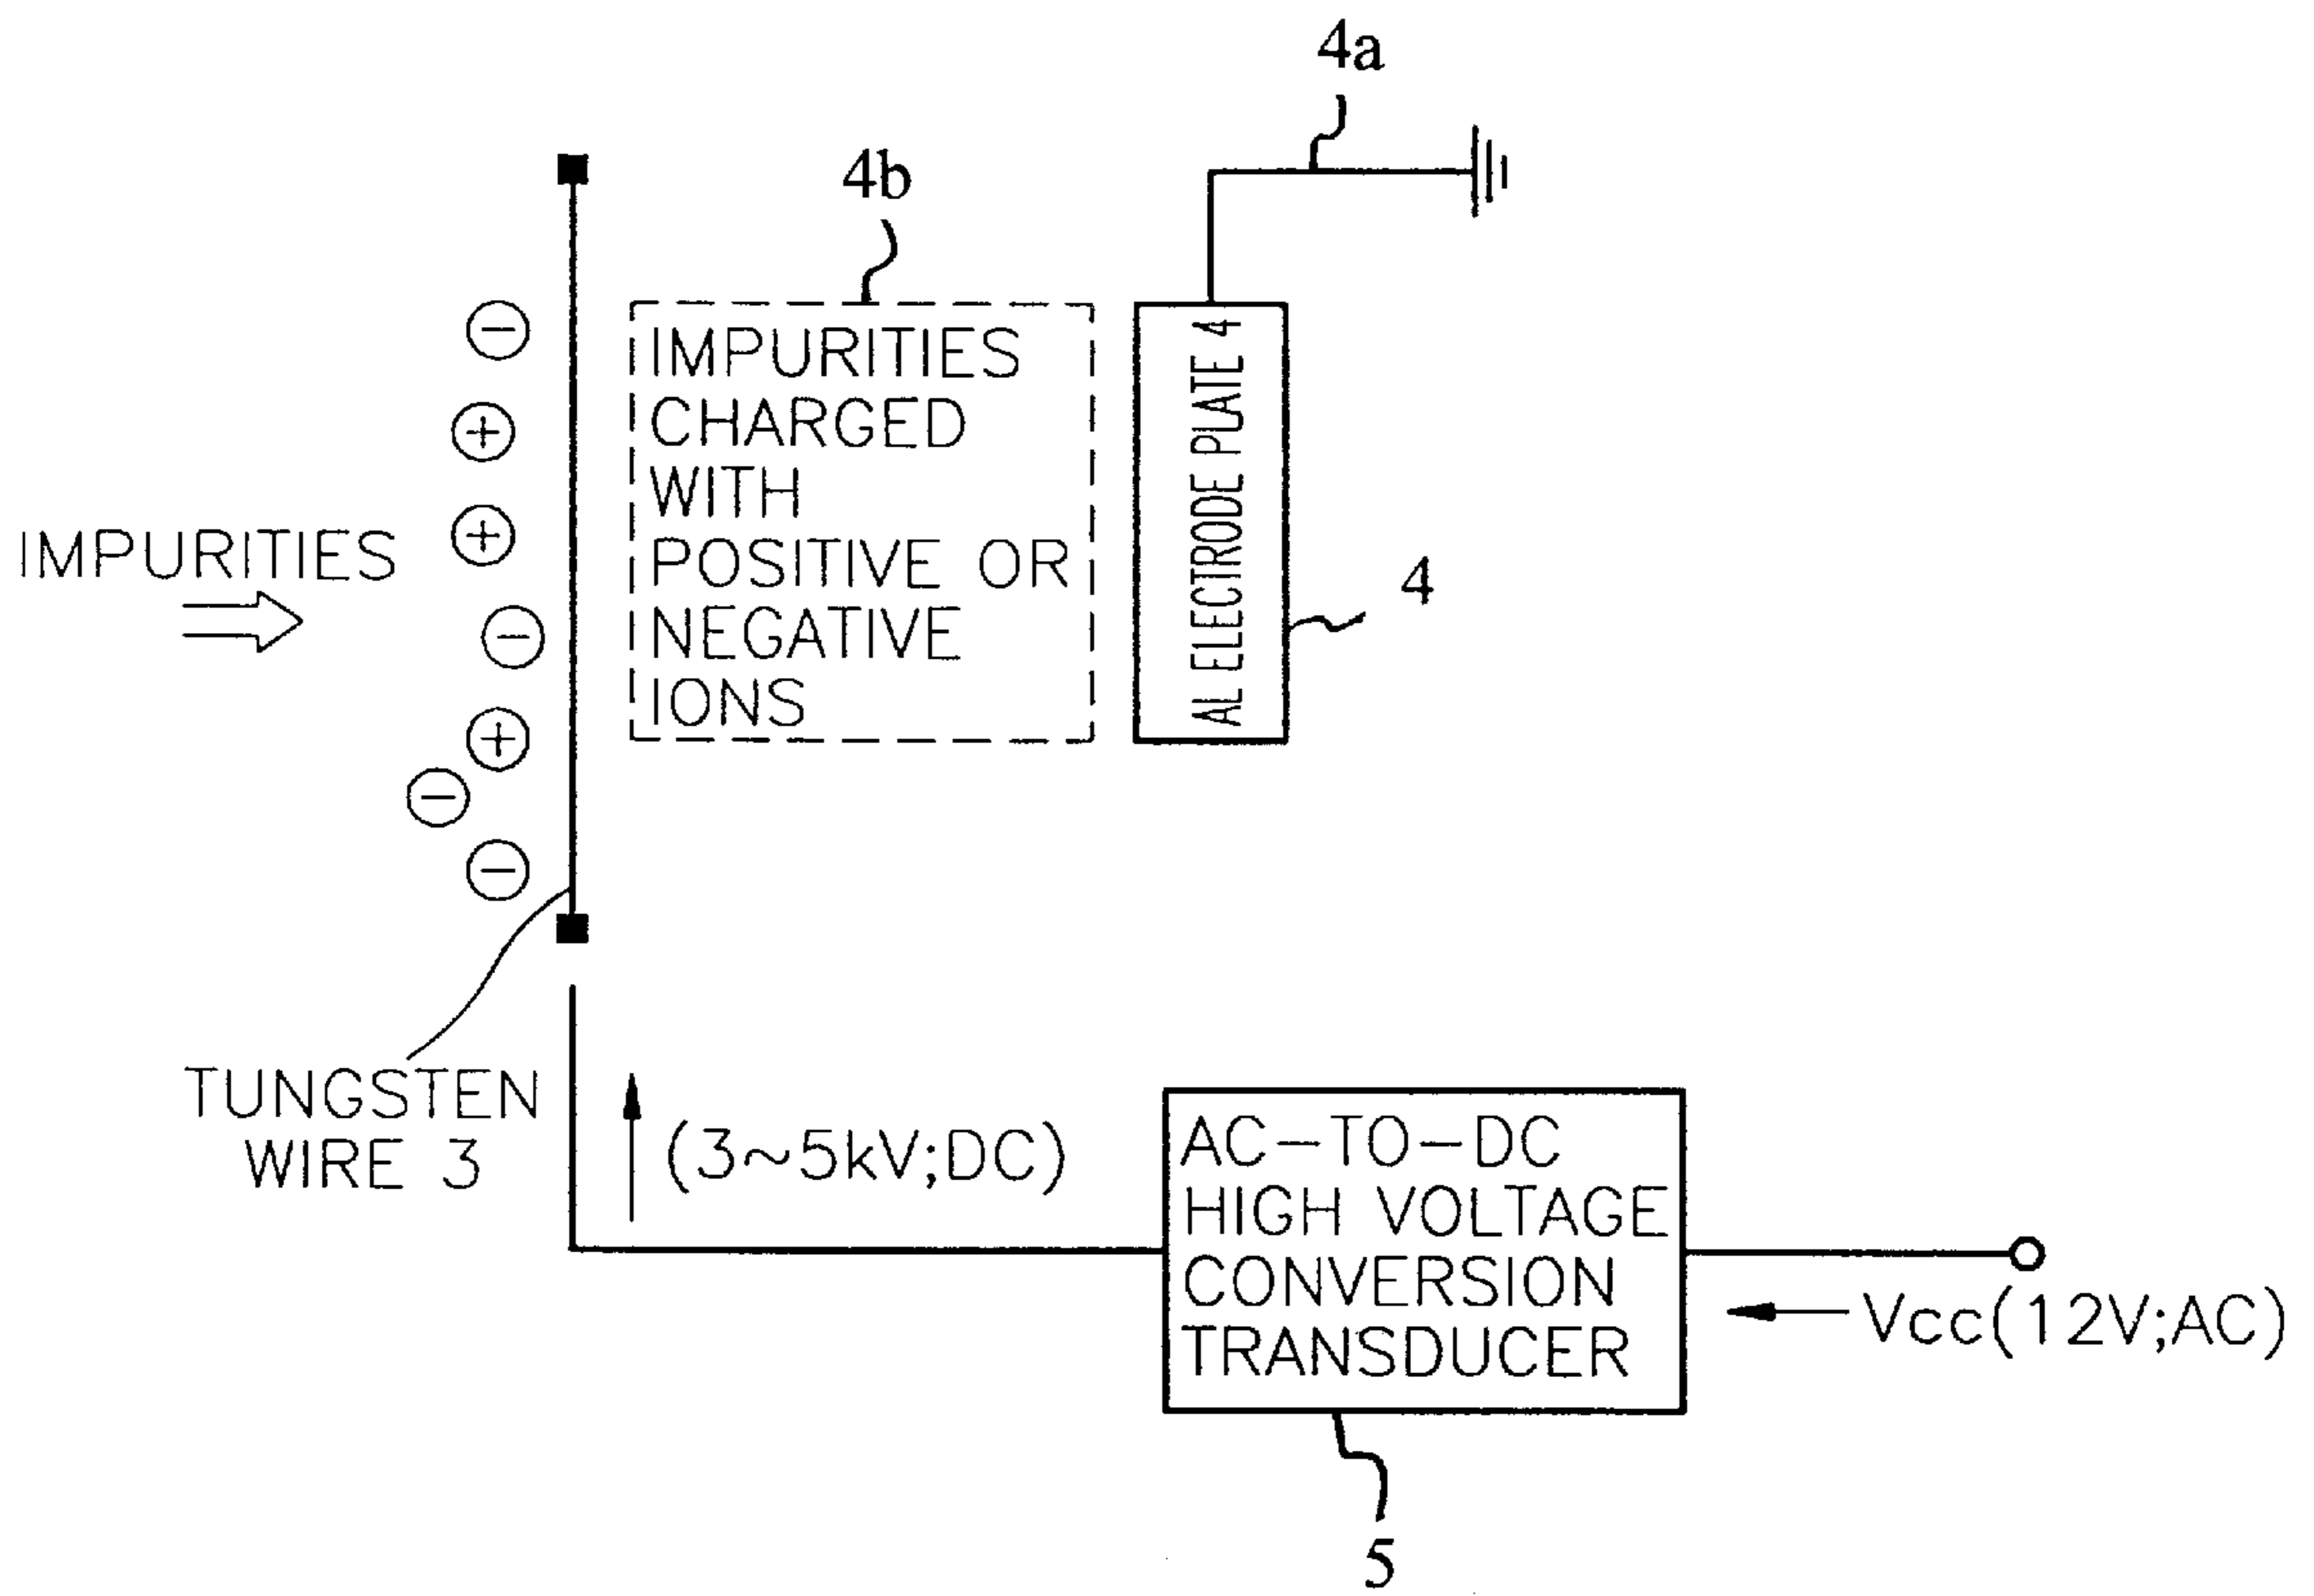 4a
4b
IMPURITIES
CHARGED
WITH
POSITIVE OR
NEGATIVE
IONS
AL ELECTRODE PLATE 4
4
IMPURITIES
TUNGSTEN
WIRE 3
(3~5kV;DC)
AC-TO-DC
HIGH VOLTAGE
CONVERSION
TRANSDUCER
Vcc(12V;AC)
5